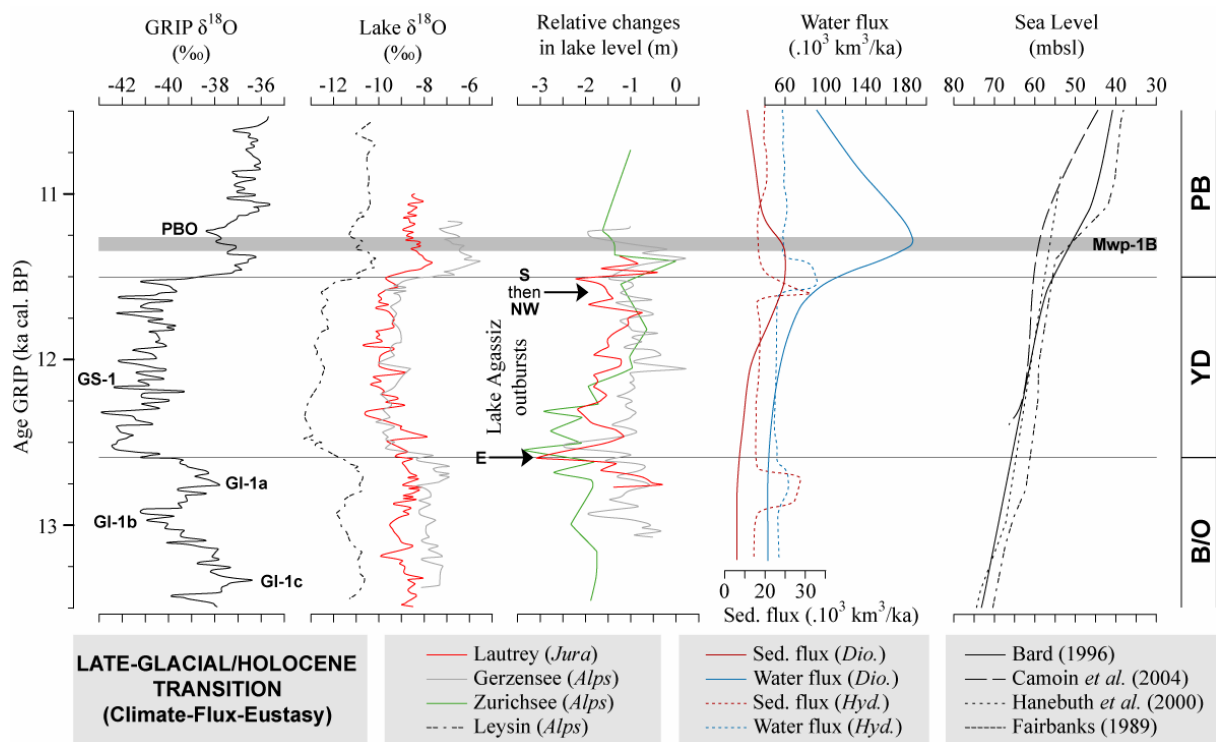 GRIP δ¹⁸O
(‰)
-42 -40 -38 -36
Lake δ¹⁸O
(‰)
-12 -10 -8 -6
Relative changes
in lake level (m)
-3 -2 -1 0
Water flux
(.10³ km³/ka)
60 100 180
Sea Level
(mbsl)
80 70 60 50 40 30
Age GRIP (ka cal. BP)
11
12
13
PBO
GS-1
GI-1a
GI-1b
GI-1c
S
then
NW
Lake Agassiz
outbursts
E
Mwp-1B
PB
YD
B/O
0 10 20 30
Sed. flux (.10³ km³/ka)
LATE-GLACIAL/HOLOCENE
TRANSITION
(Climate-Flux-Eustasy)
Lautrey (Jura)
Gerzensee (Alps)
Zurichsee (Alps)
Leysin (Alps)
Sed. flux (Dio.)
Water flux (Dio.)
Sed. flux (Hyd.)
Water flux (Hyd.)
Bard (1996)
Camoin et al. (2004)
Hanebuth et al. (2000)
Fairbanks (1989)